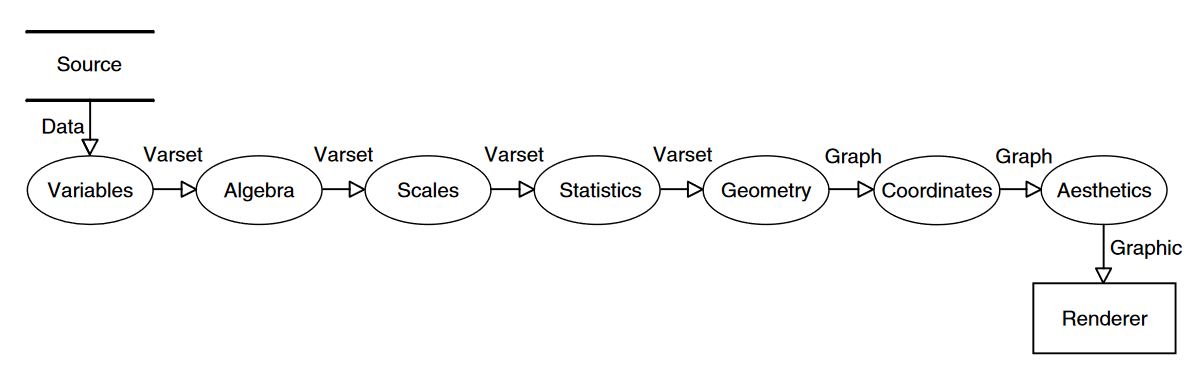 Source
Data
Varset
Varset
Varset
Varset
Graph
Graph
Variables
Algebra
Scales
Statistics
Geometry
Coordinates
Aesthetics
Graphic
Renderer